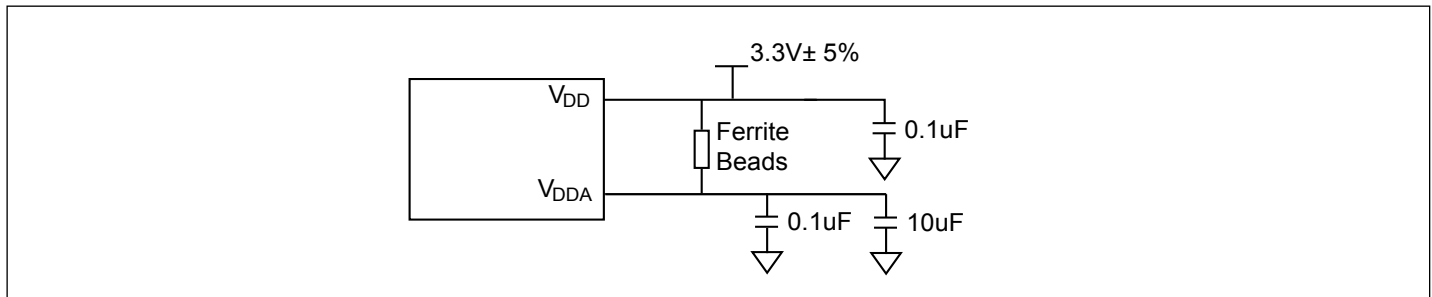 3.3V± 5%
VDD
Ferrite
Beads
0.1uF
VDDA
0.1uF
10uF